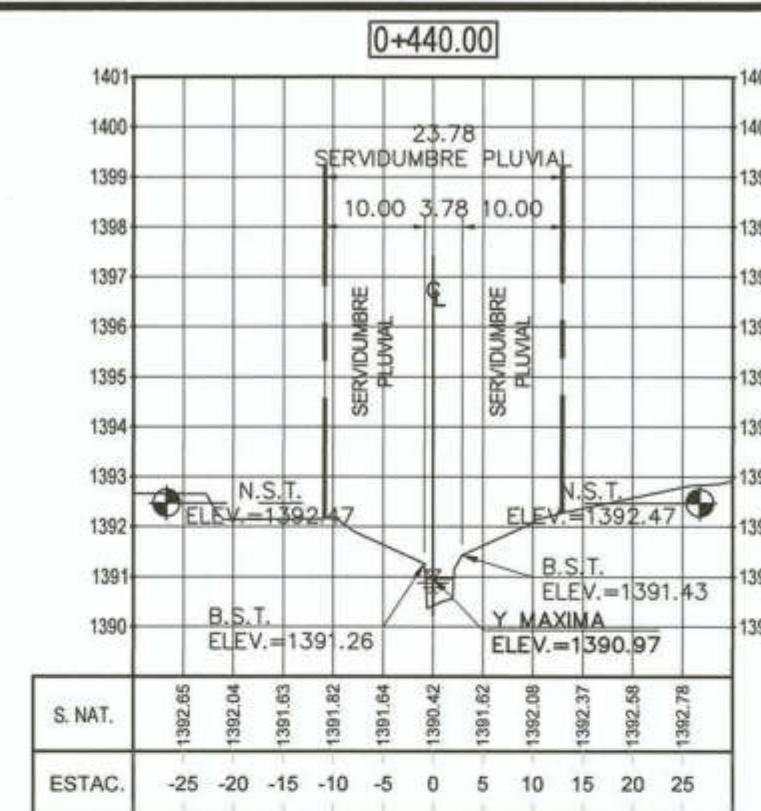 0+440.00
1401
1400
1399
1398
1397
1396
1395
1394
1393
1392
1391
1390
23.78
SERVIDUMBRE PLUVIAL
10.00 3.78 10.00
SERVIDUMBRE
PLUVIAL
SERVIDUMBRE
PLUVIAL
N.S.T.
ELEV.=1392.47
N.S.T.
ELEV.=1392.47
B.S.T.
ELEV.=1391.43
B.S.T.
ELEV.=1391.26
Y MAXIMA
ELEV.=1390.97
S. NAT. 1392.65 1392.04 1391.63 1391.82 1391.64 1390.42 1391.62 1392.08 1392.37 1392.58 1392.78
ESTAC. -25 -20 -15 -10 -5 0 5 10 15 20 25